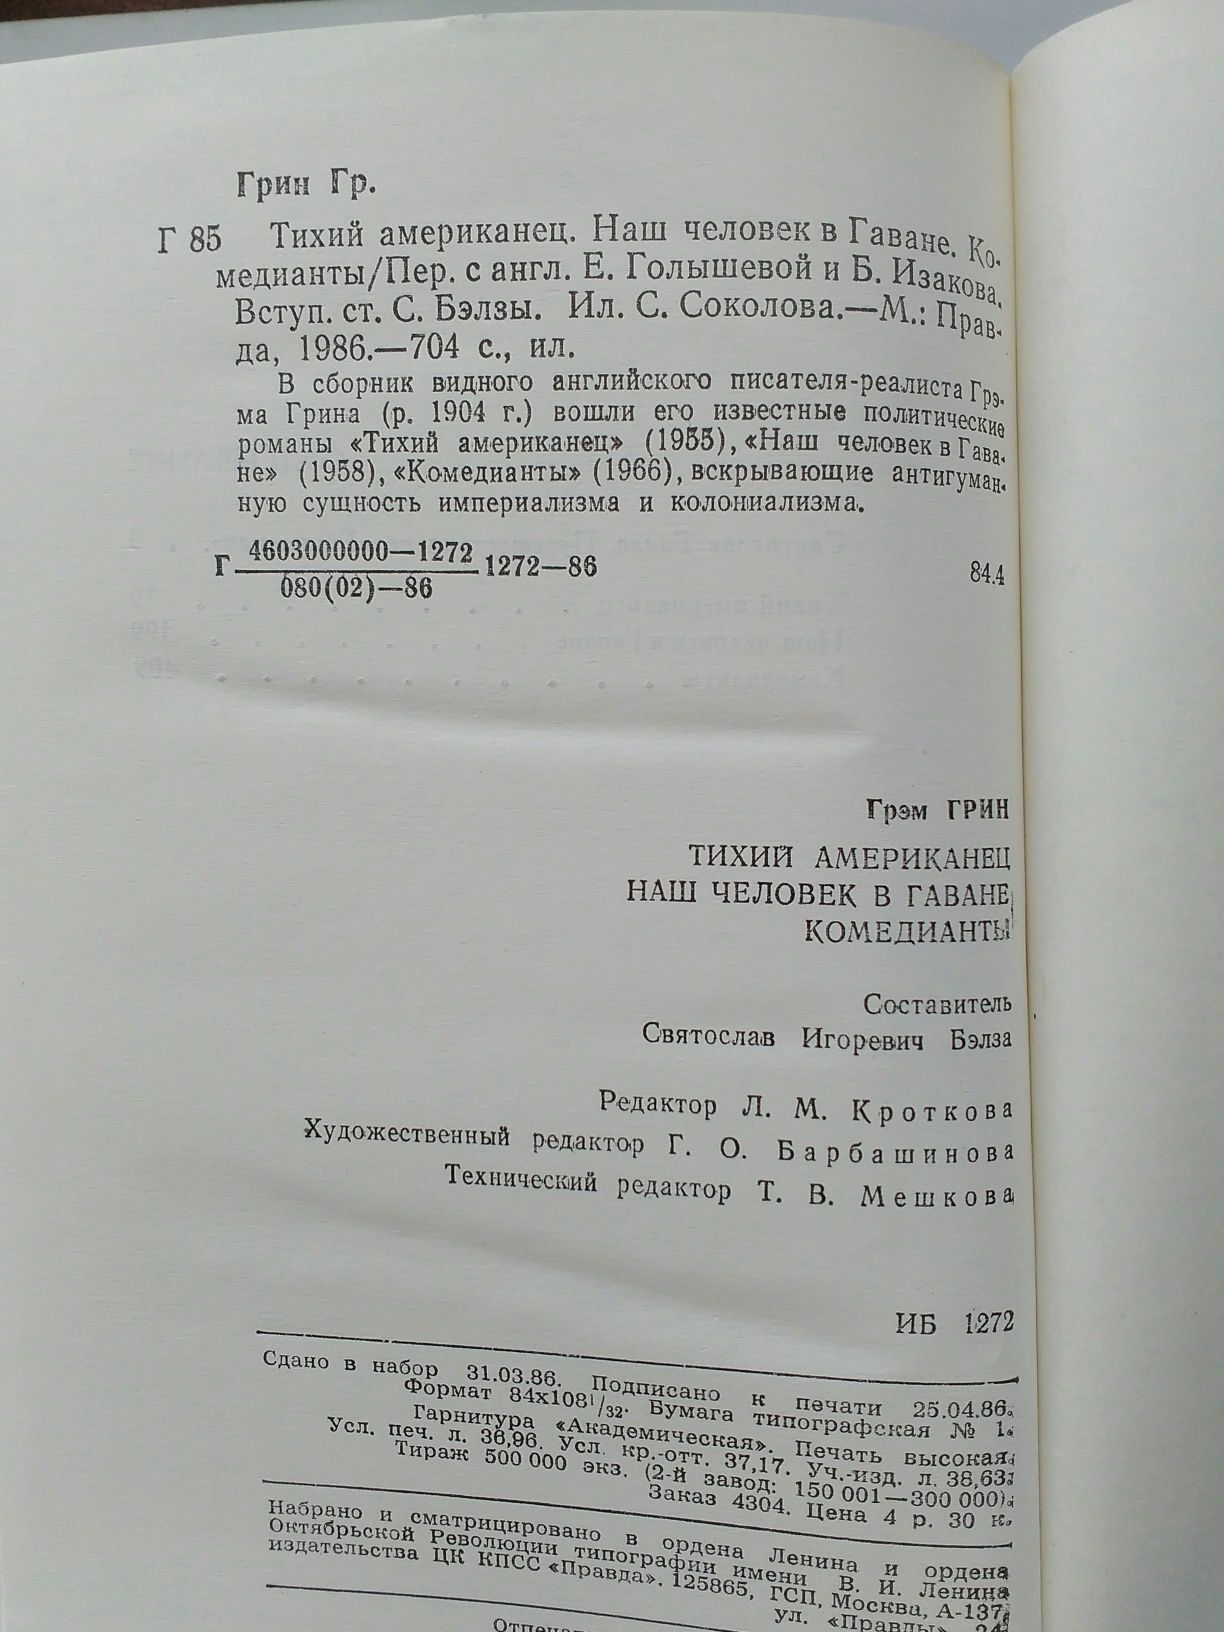 Грин Гр.
Г 85 Тихий американец. Наш человек в Гаване. Ко-
медианты/Пер. с англ. Е. Голышевой и Б. Изакова.
Вступ. ст. С. Бэлзы. Ил. С. Соколова.—М.: Прав-
да, 1986.—704 с., ил.
В сборник видного английского писателя-реалиста Грэ-
ма Грина (р. 1904 г.) вошли его известные политические
романы «Тихий американец» (1955), «Наш человек в Гава-
не» (1958), «Комедианты» (1966), вскрывающие антигуман-
ную сущность империализма и колониализма.
Г 4603000000—1272 1272—86
080(02)—86
84.4
Грэм ГРИН
ТИХИЙ АМЕРИКАНЕЦ
НАШ ЧЕЛОВЕК В ГАВАНЕ
КОМЕДИАНТЫ
Составитель
Святослав Игоревич Бэлза
Редактор Л. М. Кроткова
Художественный редактор Г. О. Барбашинова
Технический редактор Т. В. Мешкова
ИБ 1272
Сдано в набор 31.03.86. Подписано к печати 25.04.86.
Формат 84х108¹/₃₂. Бумага типографская № 1.
Гарнитура «Академическая». Печать высокая.
Усл. печ. л. 36,96. Усл. кр.-отт. 37,17. Уч.-изд. л. 38,63.
Тираж 500 000 экз. (2-й завод: 150 001—300 000).
Заказ 4304. Цена 4 р. 30 к.
Набрано и сматрицировано в ордена Ленина и ордена
Октябрьской Революции типографии имени В. И. Ленина
издательства ЦК КПСС «Правда». 125865, ГСП, Москва, А-137,
ул. «Правды», 24.